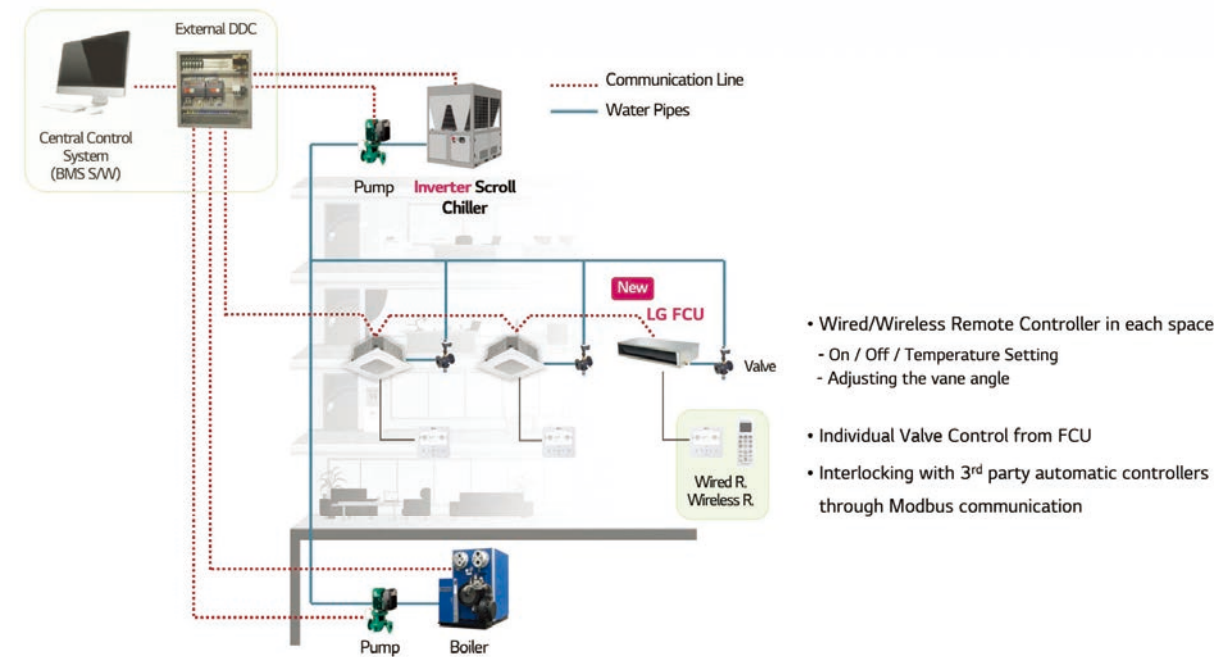 External DDC
Central Control
System
(BMS S/W)
Communication Line
Water Pipes
Pump
Inverter Scroll
Chiller
New
LG FCU
Valve
Wired R.
Wireless R.
• Wired/Wireless Remote Controller in each space
- On / Off / Temperature Setting
- Adjusting the vane angle
• Individual Valve Control from FCU
• Interlocking with 3rd party automatic controllers
through Modbus communication
Pump
Boiler